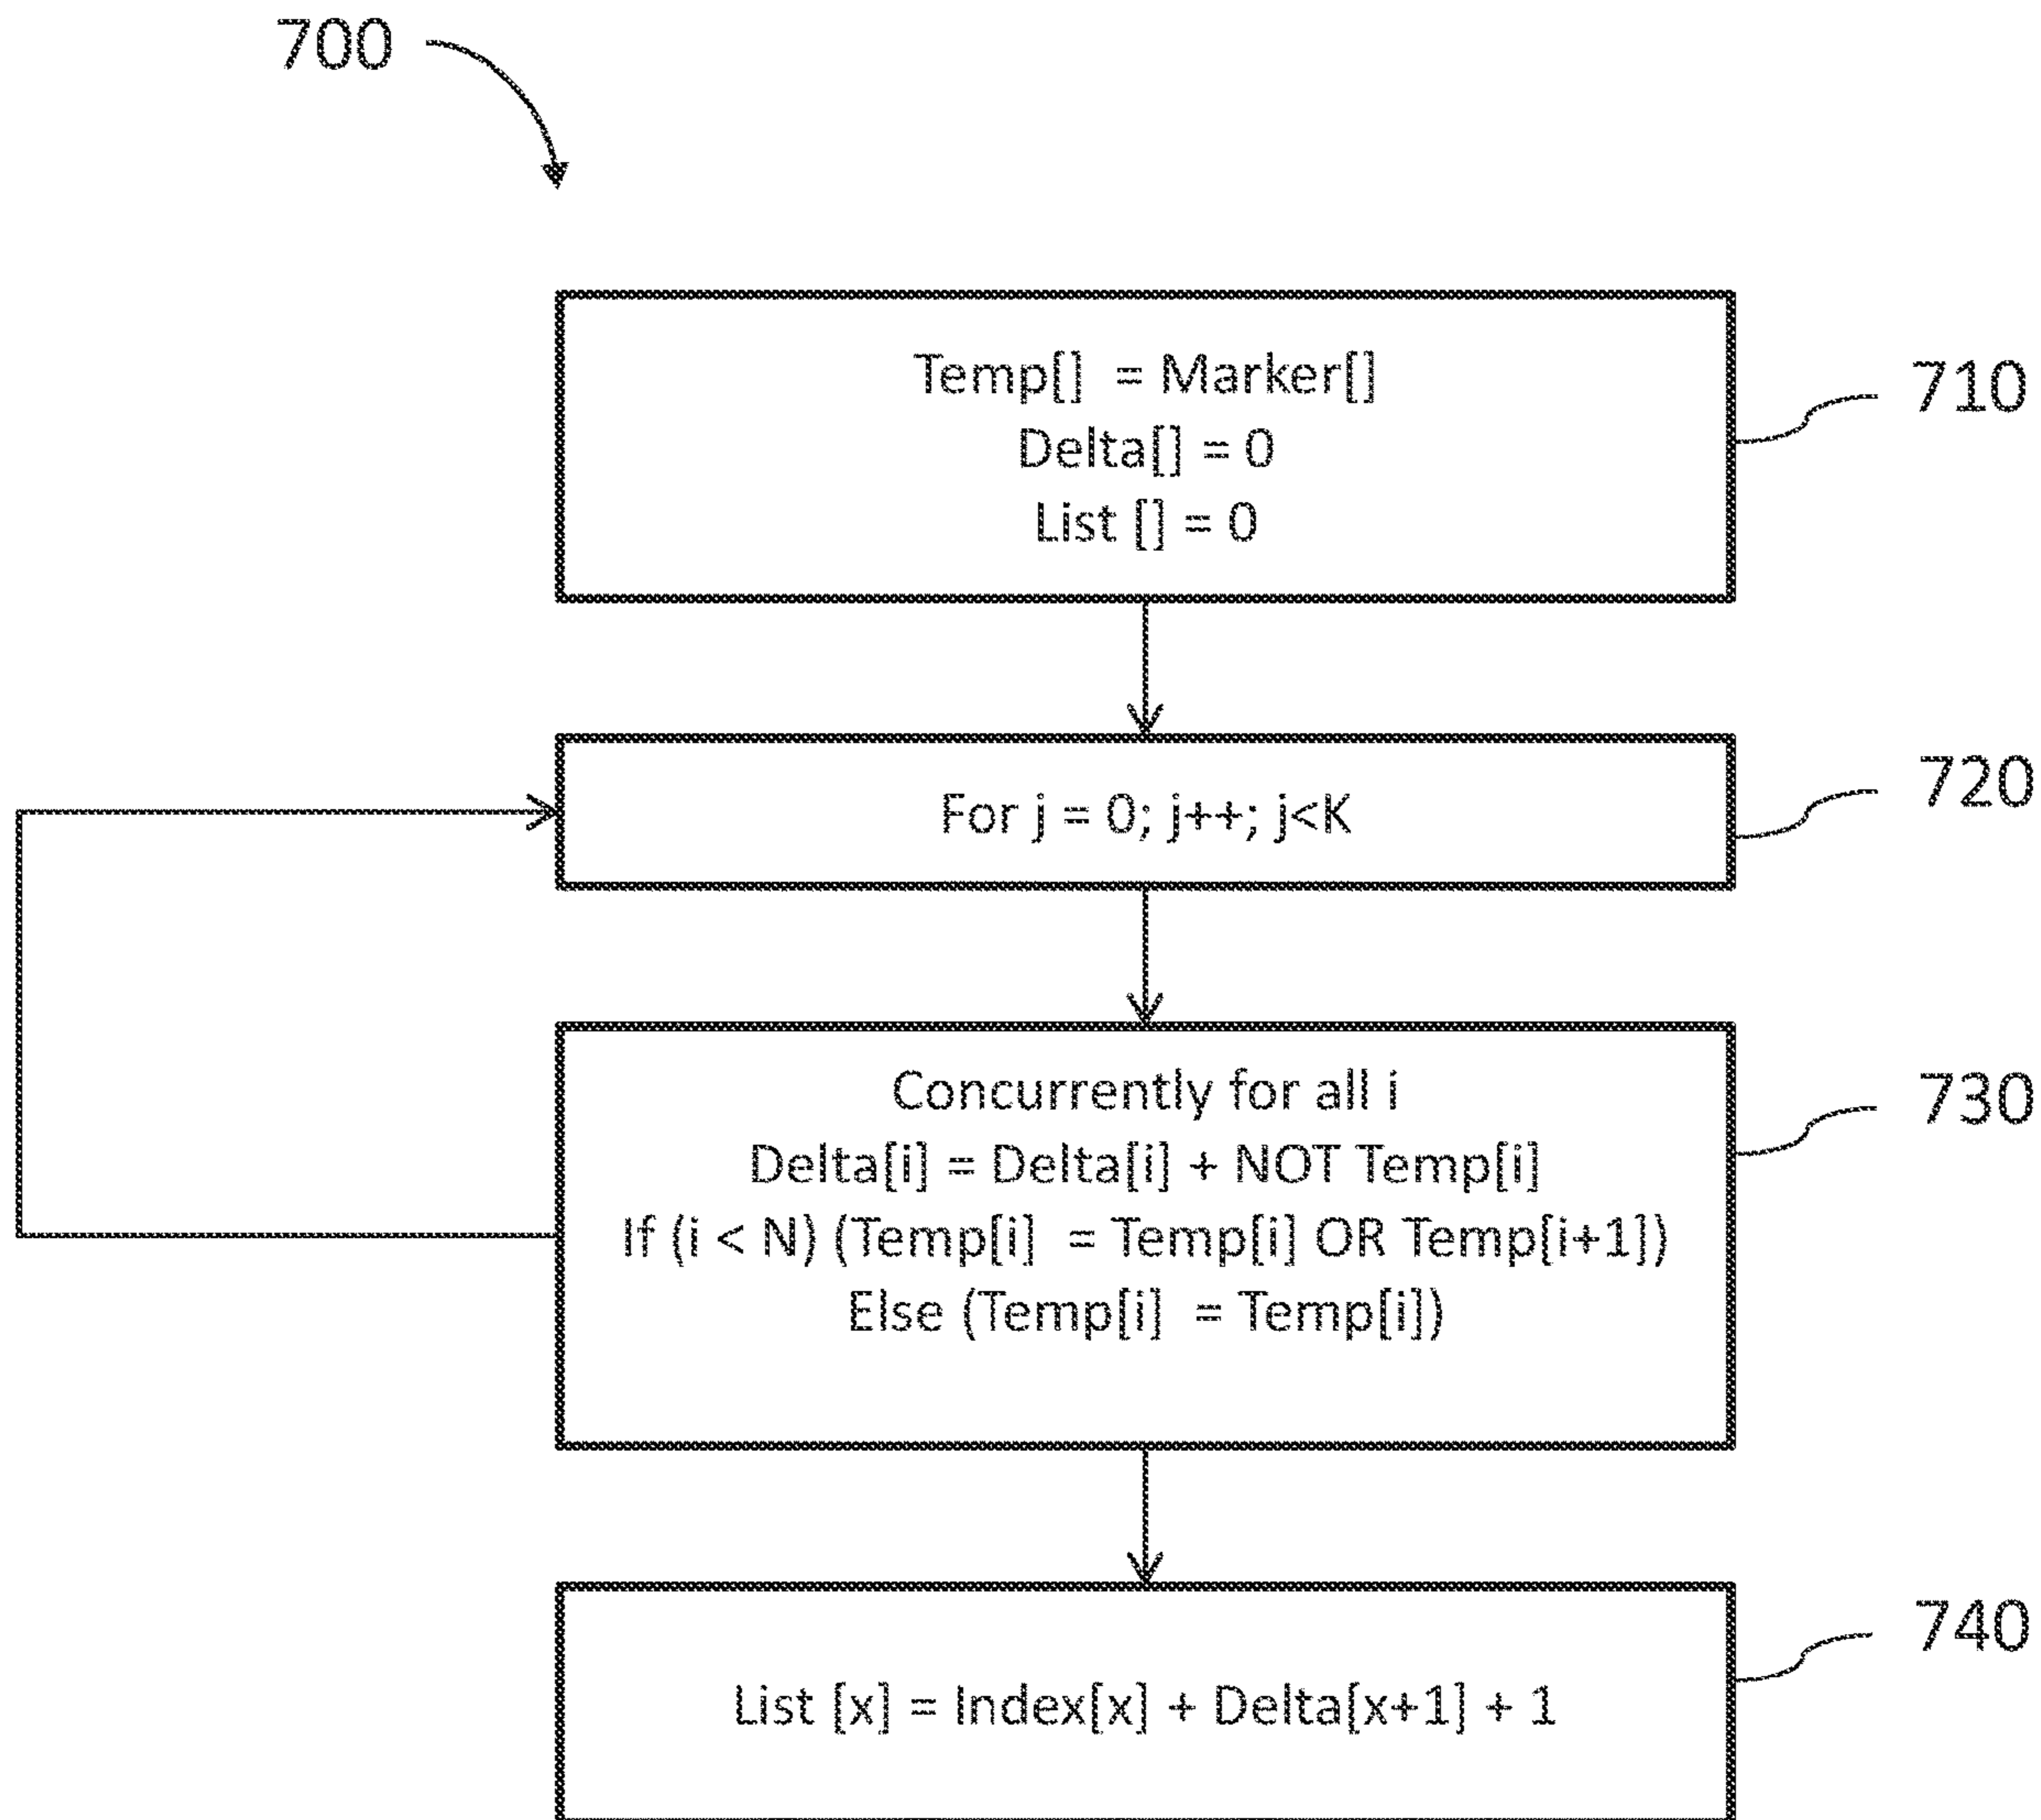 700
Temp[] = Marker[]
Delta[] = 0
List [] = 0
710
For j = 0; j++; j<K
720
Concurrently for all i
Delta[i] = Delta[i] + NOT Temp[i]
If (i < N) (Temp[i] = Temp[i] OR Temp[i+1])
Else (Temp[i] = Temp[i])
730
List [x] = Index[x] + Delta[x+1] + 1
740